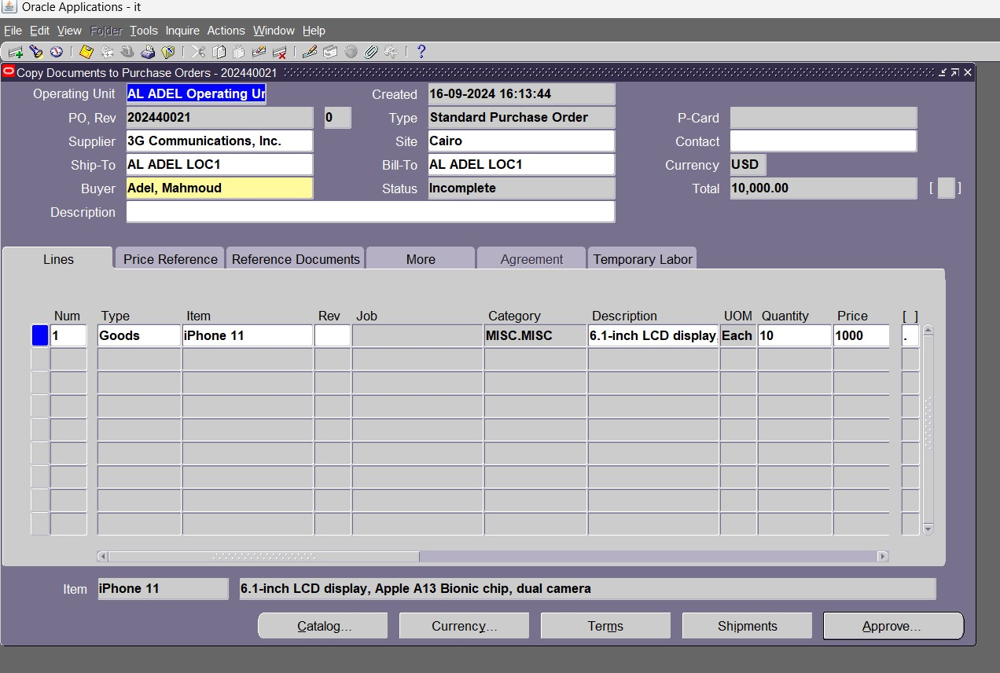 Oracle Applications - it
File Edit View Folder Tools Inquire Actions Window Help
Copy Documents to Purchase Orders - 202440021
Operating Unit AL ADEL Operating Ur Created 16-09-2024 16:13:44
PO, Rev 202440021 0 Type Standard Purchase Order P-Card
Supplier 3G Communications, Inc. Site Cairo Contact
Ship-To AL ADEL LOC1 Bill-To AL ADEL LOC1 Currency USD
Buyer Adel, Mahmoud Status Incomplete Total 10,000.00 [ ]
Description
Lines Price Reference Reference Documents More Agreement Temporary Labor
Num Type Item Rev Job Category Description UOM Quantity Price [ ]
1 Goods iPhone 11 MISC.MISC 6.1-inch LCD display, Each 10 1000 .
Item iPhone 11 6.1-inch LCD display, Apple A13 Bionic chip, dual camera
Catalog... Currency... Terms Shipments Approve...